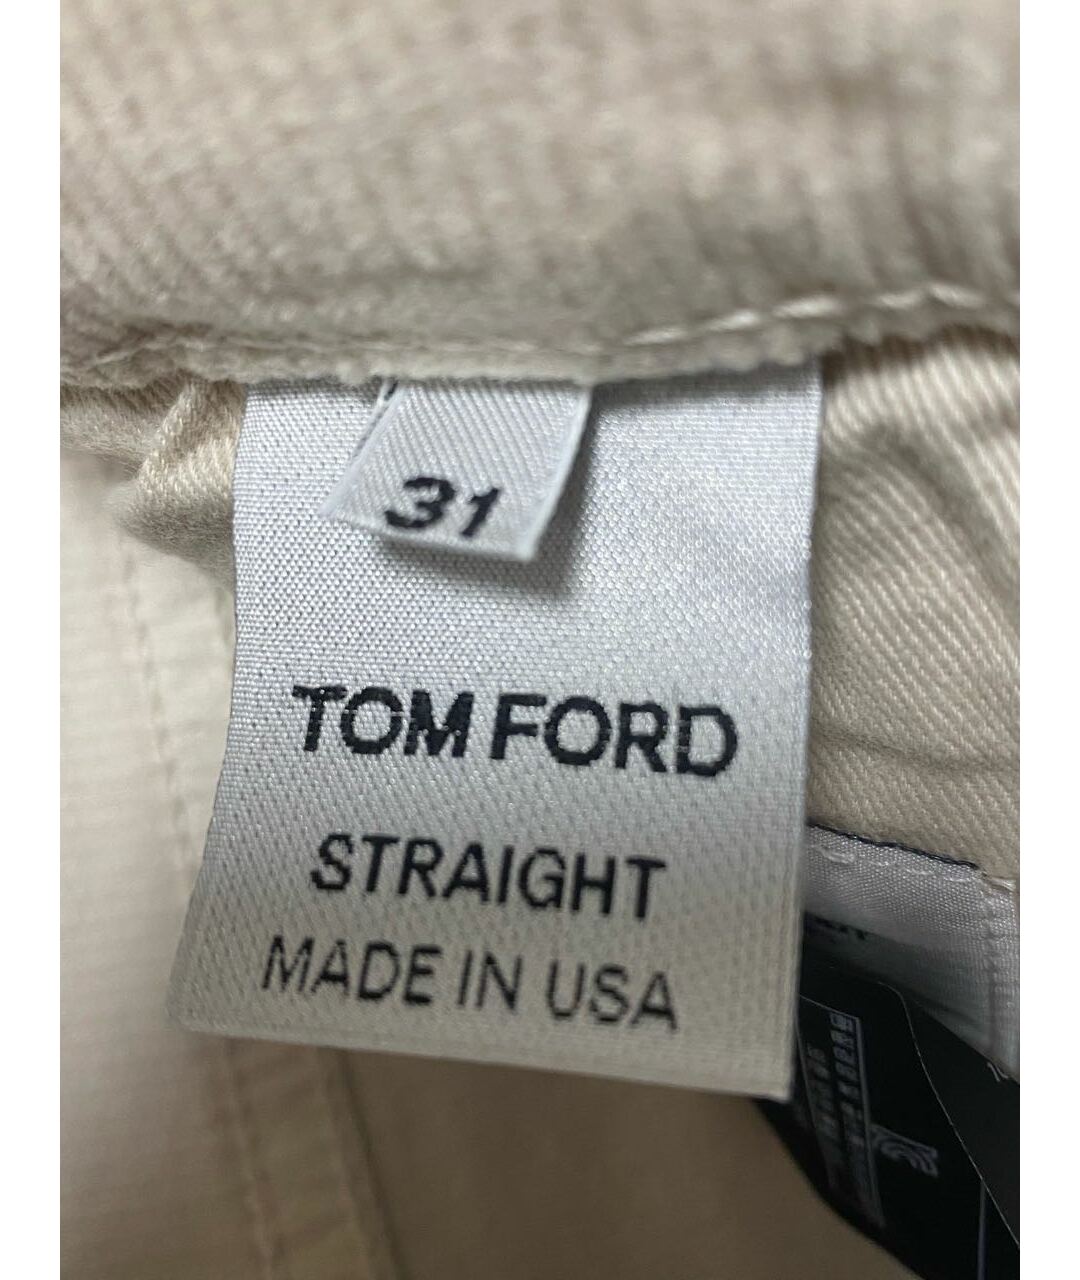 31
TOM FORD
STRAIGHT
MADE IN USA